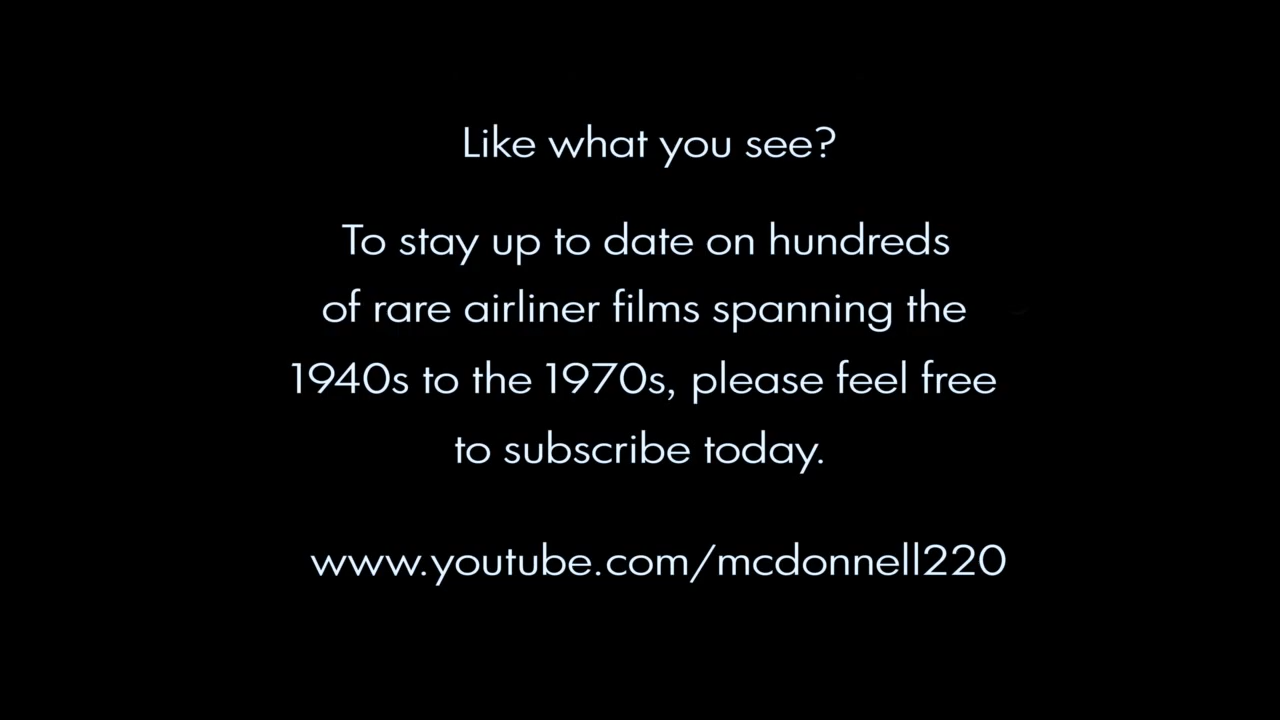 Like what you see?
To stay up to date on hundreds
of rare airliner films spanning the
1940s to the 1970s, please feel free
to subscribe today.
www.youtube.com/mcdonnell220